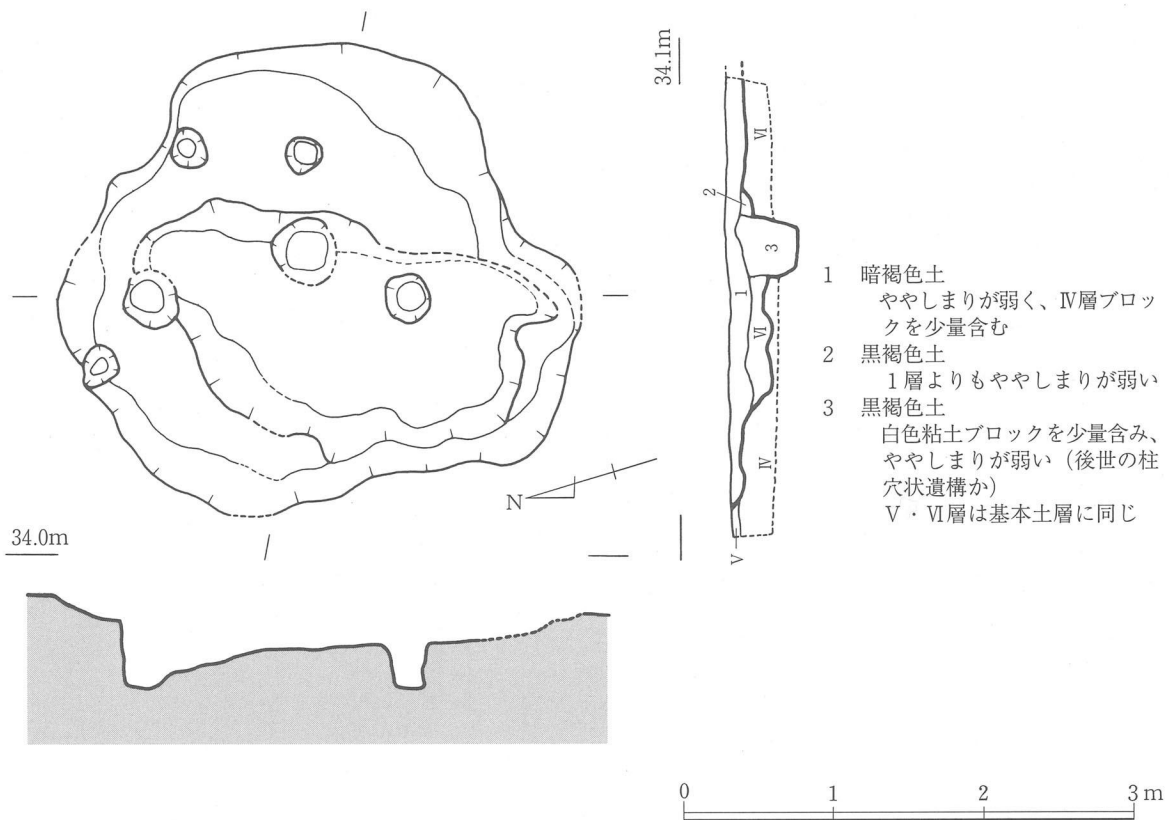 34.1m
Ⅵ
2
3
1
Ⅵ
Ⅳ
Ⅴ
1 暗褐色土
ややしまりが弱く、Ⅳ層ブロッ
クを少量含む
2 黒褐色土
1層よりもややしまりが弱い
3 黒褐色土
白色粘土ブロックを少量含み、
ややしまりが弱い（後世の柱
穴状遺構か）
Ⅴ・Ⅵ層は基本土層に同じ
N
34.0m
0 1 2 3m